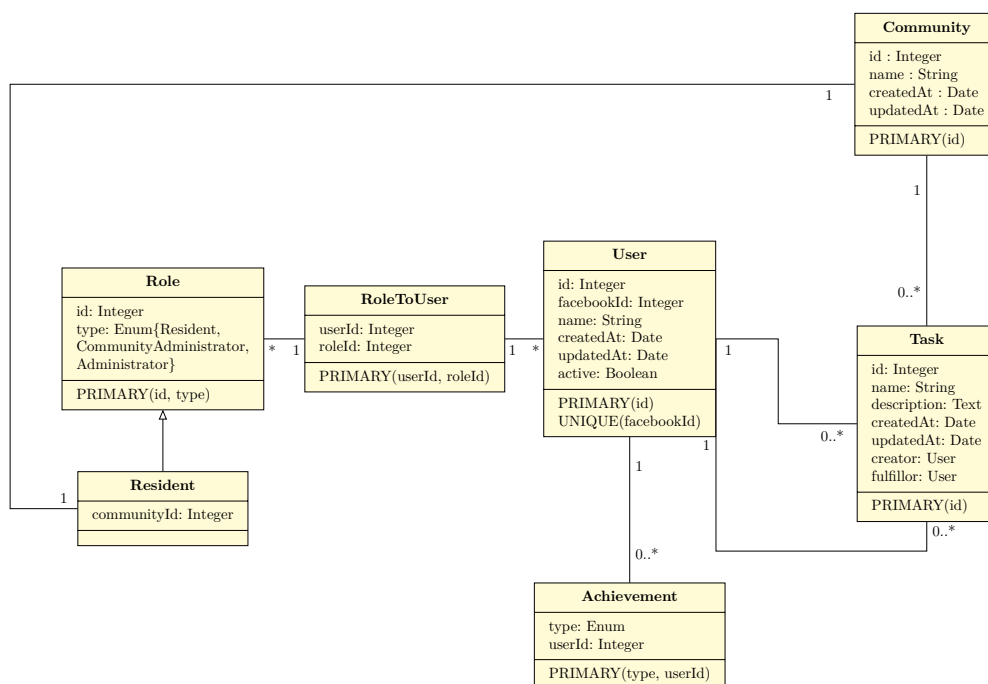 Community
id : Integer
name : String
createdAt : Date
updatedAt : Date
PRIMARY(id)
1
1
0..*
Role
id: Integer
type: Enum{Resident,
CommunityAdministrator,
Administrator}
PRIMARY(id, type)
*
1
RoleToUser
userId: Integer
roleId: Integer
PRIMARY(userId, roleId)
1
*
User
id: Integer
facebookId: Integer
name: String
createdAt: Date
updatedAt: Date
active: Boolean
PRIMARY(id)
UNIQUE(facebookId)
1
0..*
1
0..*
Task
id: Integer
name: String
description: Text
createdAt: Date
updatedAt: Date
creator: User
fulfillor: User
PRIMARY(id)
Resident
communityId: Integer
1
1
0..*
Achievement
type: Enum
userId: Integer
PRIMARY(type, userId)